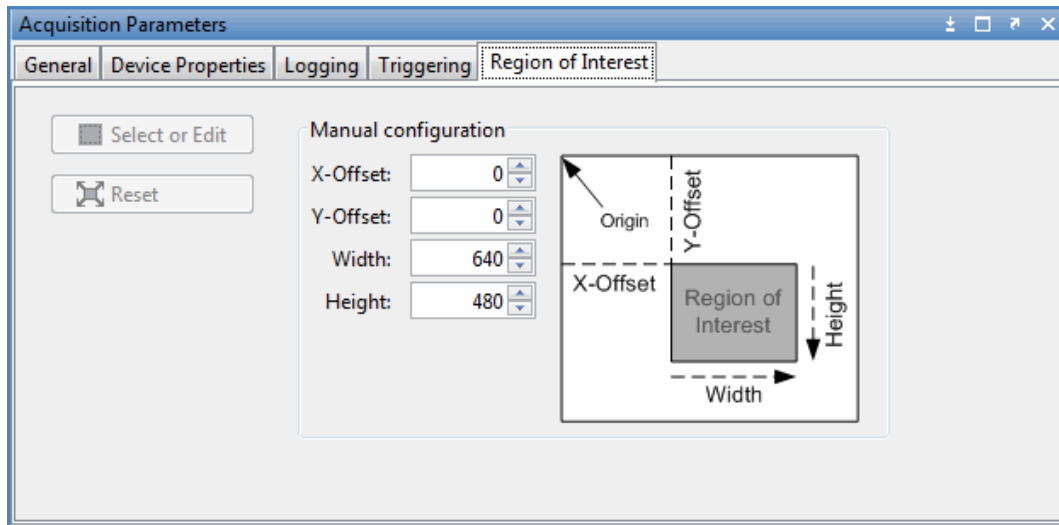 Acquisition Parameters
General Device Properties Logging Triggering Region of Interest
Select or Edit
Reset
Manual configuration
X-Offset: 0
Y-Offset: 0
Width: 640
Height: 480
Origin
Y-Offset
X-Offset
Region of
Interest
Height
Width